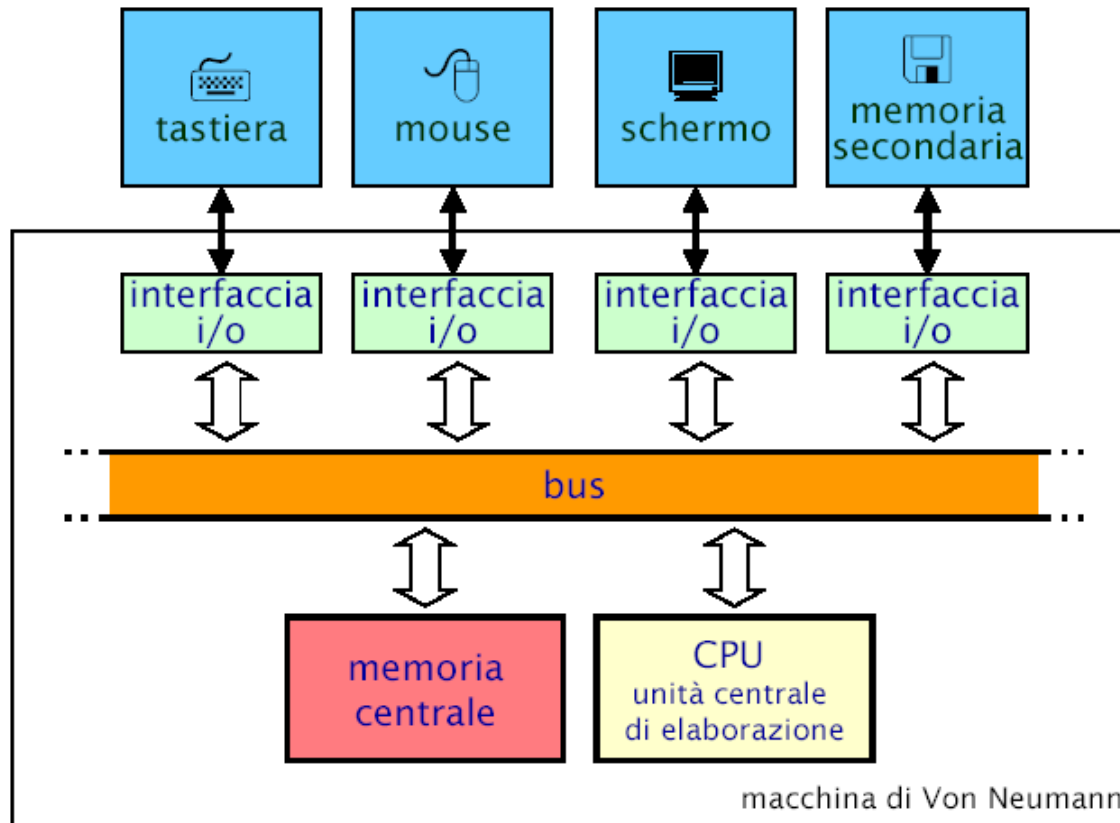 tastiera
mouse
schermo
memoria
secondaria
interfaccia
i/o
interfaccia
i/o
interfaccia
i/o
interfaccia
i/o
bus
memoria
centrale
CPU
unità centrale
di elaborazione
macchina di Von Neumann